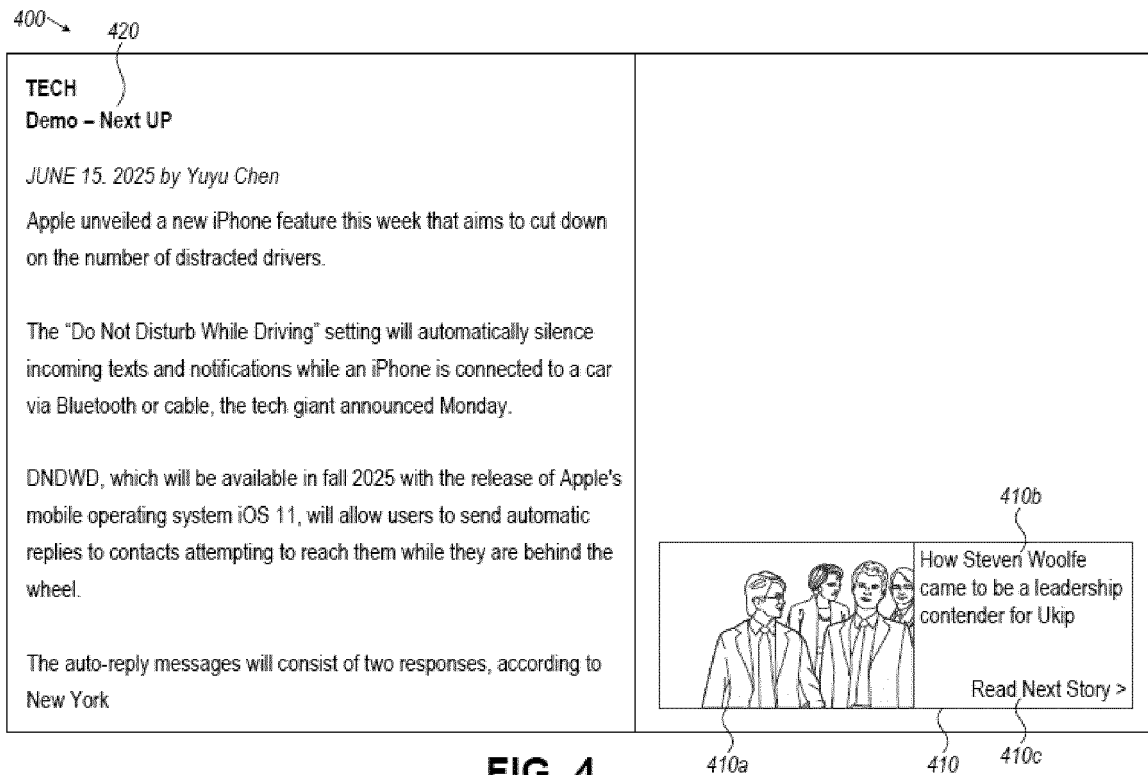 400
420
TECH
Demo – Next UP
JUNE 15. 2025 by Yuyu Chen
Apple unveiled a new iPhone feature this week that aims to cut down
on the number of distracted drivers.
The “Do Not Disturb While Driving” setting will automatically silence
incoming texts and notifications while an iPhone is connected to a car
via Bluetooth or cable, the tech giant announced Monday.
DNDWD, which will be available in fall 2025 with the release of Apple's
mobile operating system iOS 11, will allow users to send automatic
replies to contacts attempting to reach them while they are behind the
wheel.
The auto-reply messages will consist of two responses, according to
New York
410b
How Steven Woolfe
came to be a leadership
contender for Ukip
Read Next Story >
410a
410
410c
FIG. 4